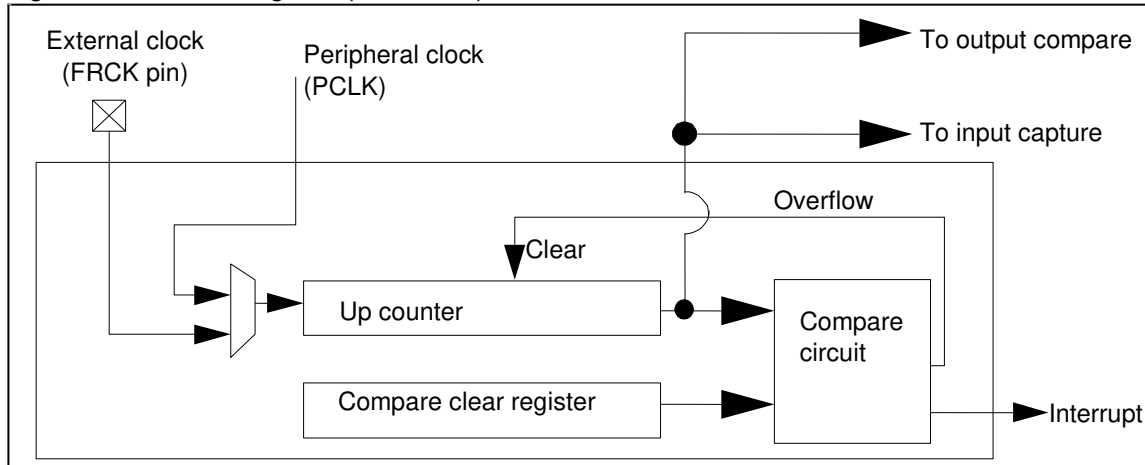 External clock
(FRCK pin)
Peripheral clock
(PCLK)
To output compare
To input capture
Overflow
Clear
Up counter
Compare
circuit
Compare clear register
Interrupt